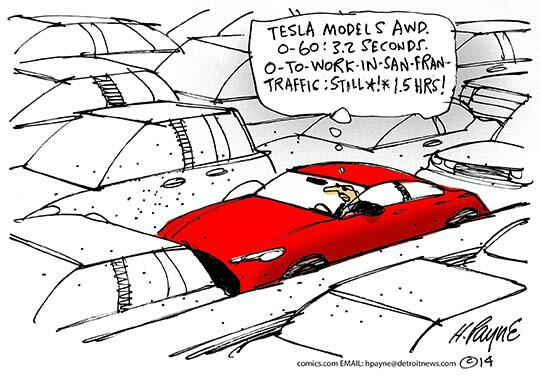 TESLA MODEL S AWD.
0-60: 3.2 SECONDS.
0-TO-WORK-IN-SAN-FRAN-
TRAFFIC: STILL*!* 1.5 HRS!
H. PAYNE
comics.com EMAIL: hpayne@detroitnews.com ©14